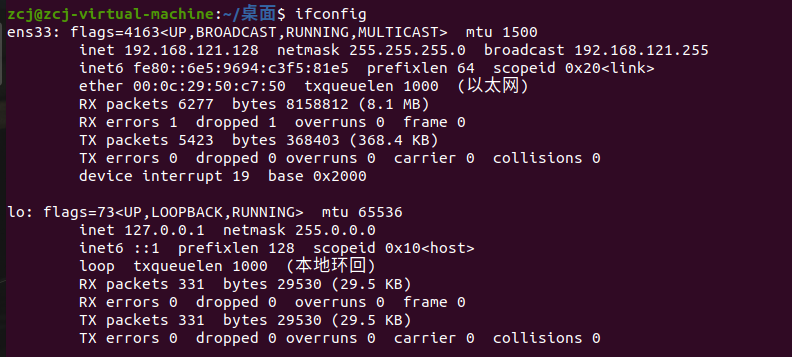 zcj@zcj-virtual-machine:~/桌面$ ifconfig
ens33: flags=4163<UP,BROADCAST,RUNNING,MULTICAST>  mtu 1500
        inet 192.168.121.128  netmask 255.255.255.0  broadcast 192.168.121.255
        inet6 fe80::6e5:9694:c3f5:81e5  prefixlen 64  scopeid 0x20<link>
        ether 00:0c:29:50:c7:50  txqueuelen 1000  (以太网)
        RX packets 6277  bytes 8158812 (8.1 MB)
        RX errors 1  dropped 1  overruns 0  frame 0
        TX packets 5423  bytes 368403 (368.4 KB)
        TX errors 0  dropped 0 overruns 0  carrier 0  collisions 0
        device interrupt 19  base 0x2000

lo: flags=73<UP,LOOPBACK,RUNNING>  mtu 65536
        inet 127.0.0.1  netmask 255.0.0.0
        inet6 ::1  prefixlen 128  scopeid 0x10<host>
        loop  txqueuelen 1000  (本地环回)
        RX packets 331  bytes 29530 (29.5 KB)
        RX errors 0  dropped 0  overruns 0  frame 0
        TX packets 331  bytes 29530 (29.5 KB)
        TX errors 0  dropped 0 overruns 0  carrier 0  collisions 0